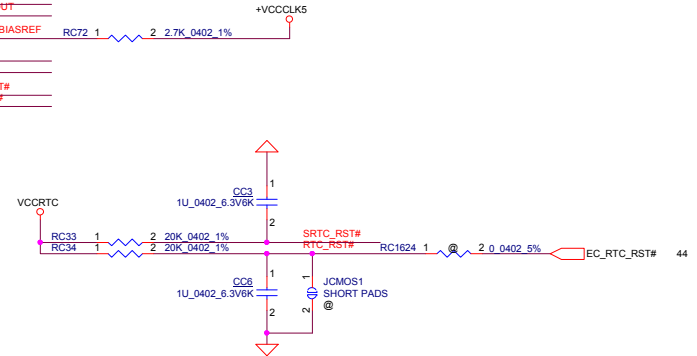 UT
+VCCCLK5
BIASREF RC72 1 2 2.7K_0402_1%
T#
#
1
CC3
1U_0402_6.3V6K
2
VCCRTC
RC33 1 2 20K_0402_1% SRTC_RST#
RC34 1 2 20K_0402_1% RTC_RST# RC1624 1 @ 2 0_0402_5% EC_RTC_RST# 44
1
CC6
1U_0402_6.3V6K
2
1
JCMOS1
SHORT PADS
@
2